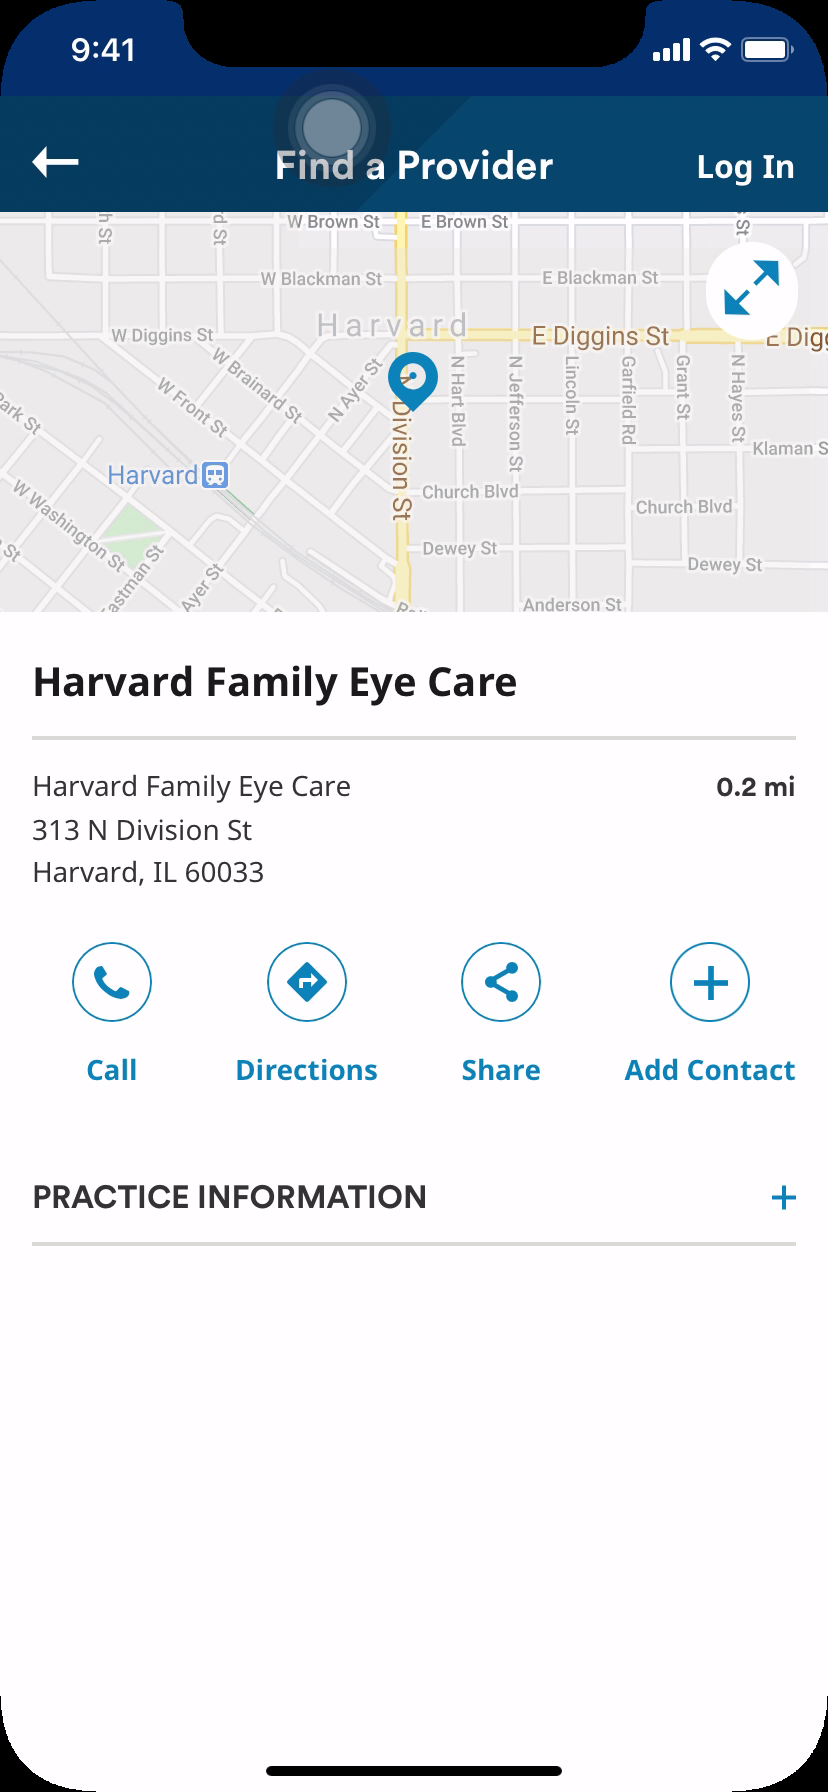 9:41
Find a Provider
Log In
h St
d St
W Brown St
E Brown St
s St
W Blackman St
E Blackman St
Harvard
W Diggins St
E Diggins St
E Digg
W Brainard St
N Ayer St
W Front St
N Hart Blvd
N Jefferson St
Lincoln St
Garfield Rd
Grant St
N Hayes St
Park St
Division St
Klaman S
Harvard
Church Blvd
Church Blvd
W Washington St
n St
Dewey St
Dewey St
astman St
Ayer St
Anderson St
Harvard Family Eye Care
Harvard Family Eye Care
0.2 mi
313 N Division St
Harvard, IL 60033
Call
Directions
Share
Add Contact
PRACTICE INFORMATION